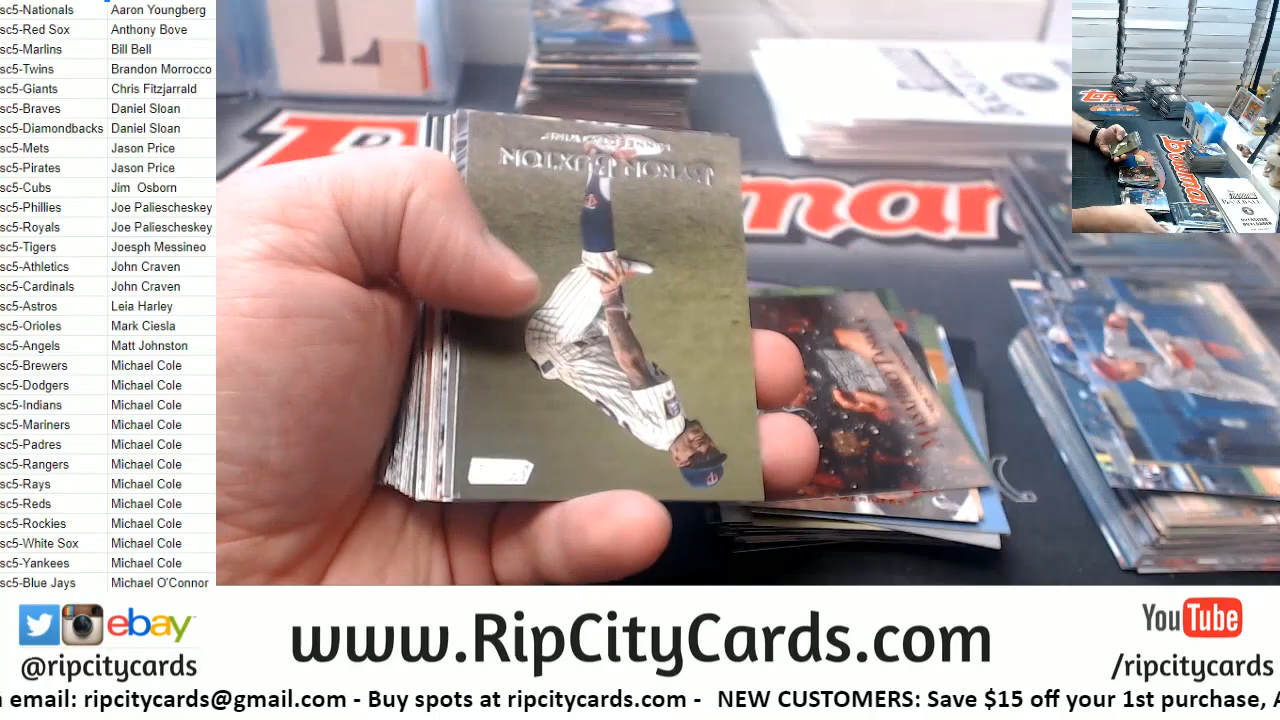 sc5-Nationals Aaron Youngberg
sc5-Red Sox Anthony Bove
sc5-Marlins Bill Bell
sc5-Twins Brandon Morrocco
sc5-Giants Chris Fitzjarrald
sc5-Braves Daniel Sloan
sc5-Diamondbacks Daniel Sloan
sc5-Mets Jason Price
sc5-Pirates Jason Price
sc5-Cubs Jim Osborn
sc5-Phillies Joe Paliescheskey
sc5-Royals Joe Paliescheskey
sc5-Tigers Joesph Messineo
sc5-Athletics John Craven
sc5-Cardinals John Craven
sc5-Astros Leia Harley
sc5-Orioles Mark Ciesla
sc5-Angels Matt Johnston
sc5-Brewers Michael Cole
sc5-Dodgers Michael Cole
sc5-Indians Michael Cole
sc5-Mariners Michael Cole
sc5-Padres Michael Cole
sc5-Rangers Michael Cole
sc5-Rays Michael Cole
sc5-Reds Michael Cole
sc5-Rockies Michael Cole
sc5-White Sox Michael Cole
sc5-Yankees Michael Cole
sc5-Blue Jays Michael O'Connor
BYRON BUXTON
ebay
@ripcitycards
www.RipCityCards.com
YouTube
/ripcitycards
email: ripcitycards@gmail.com - Buy spots at ripcitycards.com - NEW CUSTOMERS: Save $15 off your 1st purchase,